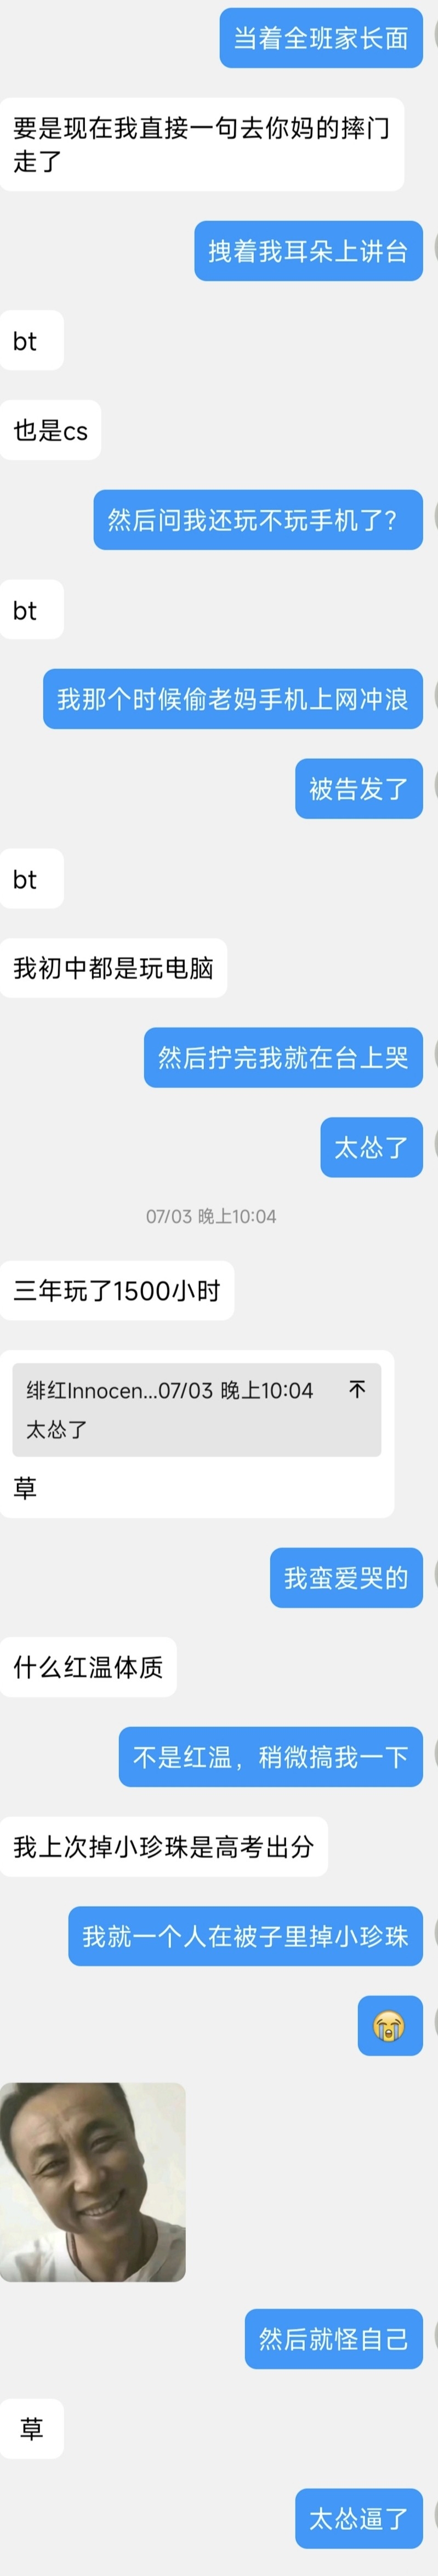 当着全班家长面
要是现在我直接一句去你妈的摔门
走了
拽着我耳朵上讲台
bt
也是cs
然后问我还玩不玩手机了？
bt
我那个时候偷老妈手机上网冲浪
被告发了
bt
我初中都是玩电脑
然后拧完我就在台上哭
太怂了
07/03 晚上10:04
三年玩了1500小时
绯红Innocen...07/03 晚上10:04
太怂了
草
我蛮爱哭的
什么红温体质
不是红温，稍微搞我一下
我上次掉小珍珠是高考出分
我就一个人在被子里掉小珍珠
😭
然后就怪自己
草
太怂逼了